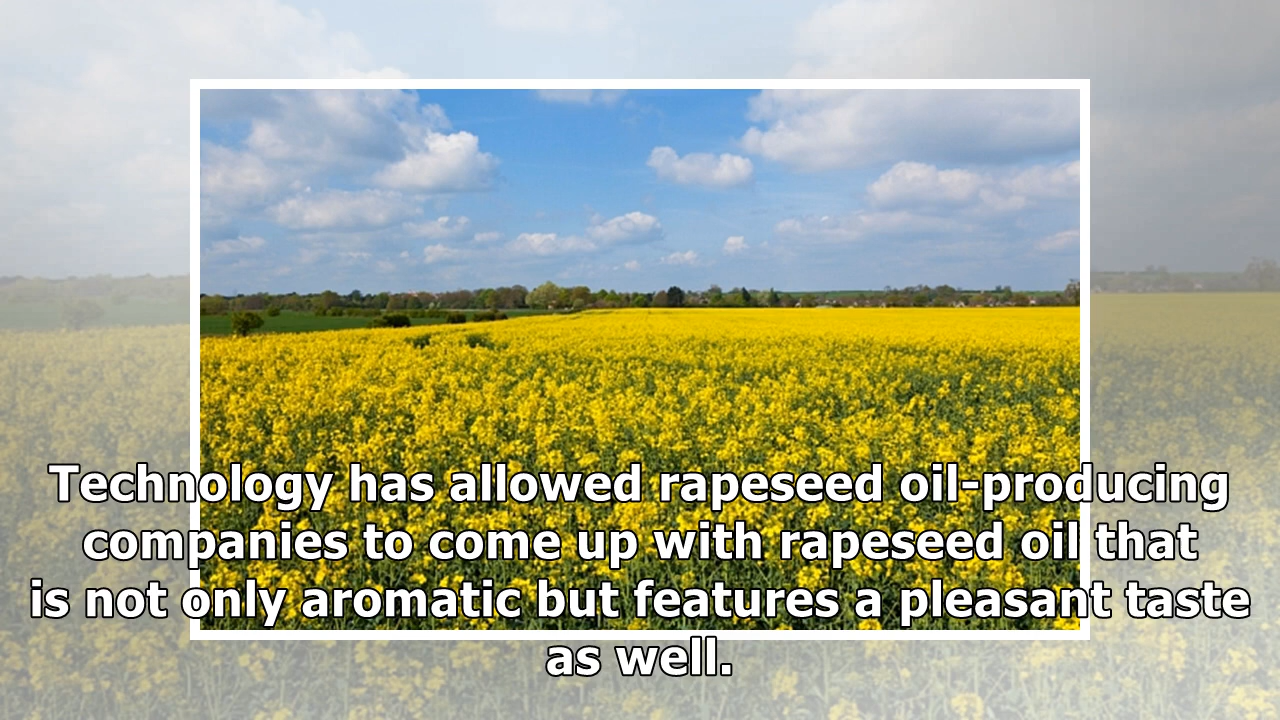 Technology has allowed rapeseed oil-producing
companies to come up with rapeseed oil that
is not only aromatic but features a pleasant taste
as well.